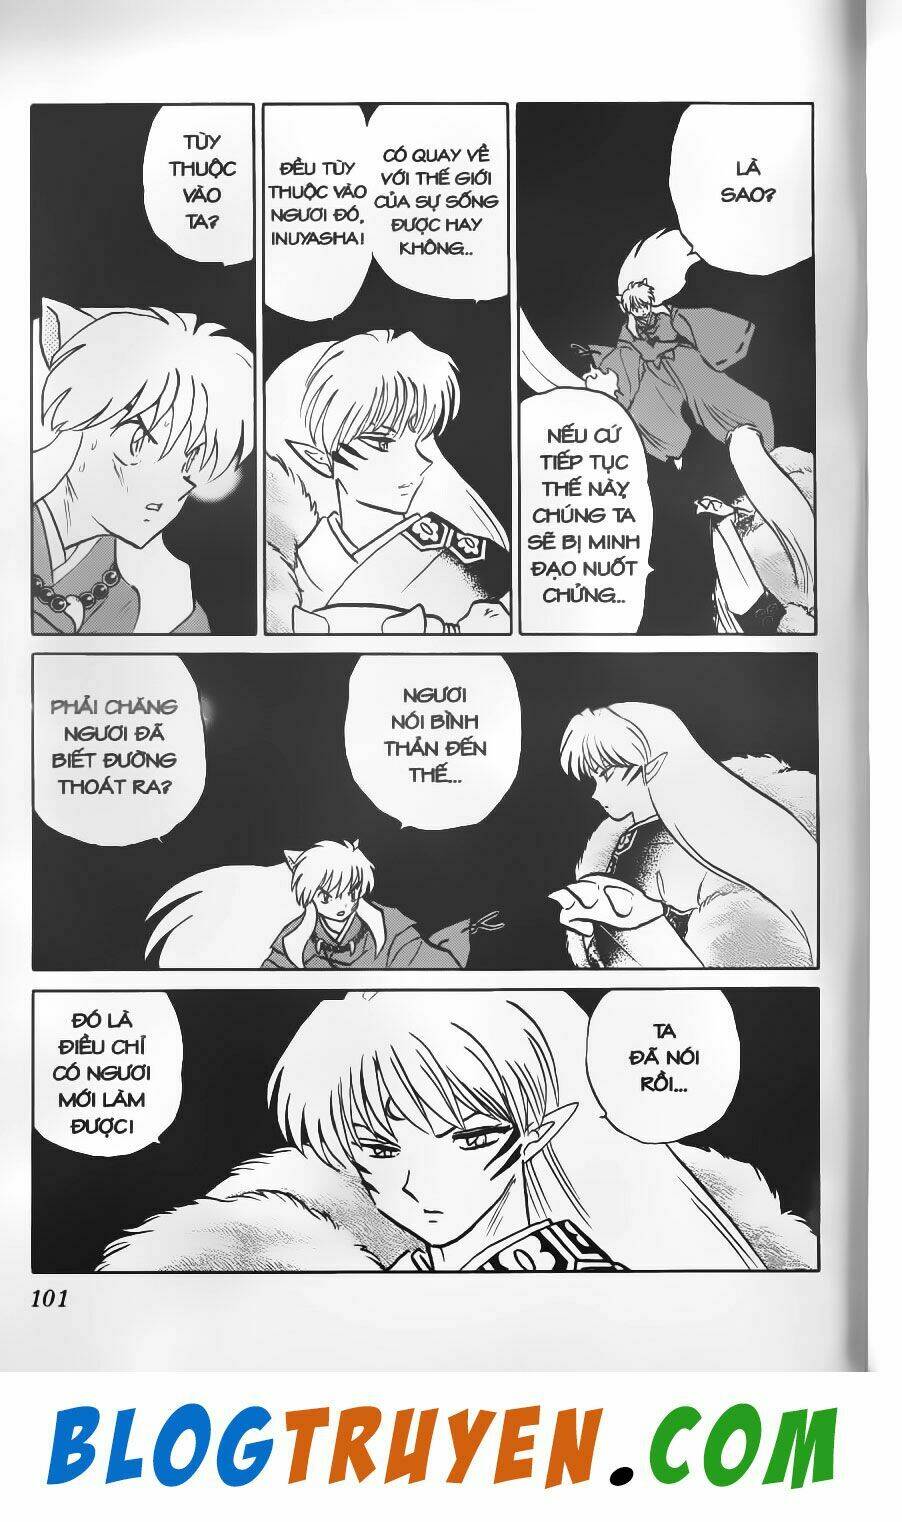 LÀ
SAO?
NẾU CỨ
TIẾP TỤC
THẾ NÀY,
CHÚNG TA
SẼ BỊ MINH
ĐẠO NUỐT
CHỬNG...
CÓ QUAY VỀ
VỚI THẾ GIỚI
CỦA SỰ SỐNG
ĐƯỢC HAY
KHÔNG...
ĐỀU TÙY
THUỘC VÀO
NGƯƠI ĐÓ,
INUYASHA!
TÙY
THUỘC
VÀO
TA?
NGƯƠI
NÓI BÌNH
THẢN ĐẾN
THẾ...
PHẢI CHĂNG
NGƯƠI ĐÃ
BIẾT ĐƯỜNG
THOÁT RA?
TA
ĐÃ NÓI
RỒI...
ĐÓ LÀ
ĐIỀU CHỈ
CÓ NGƯƠI
MỚI LÀM
ĐƯỢC!
101
BLOGTRUYEN.COM